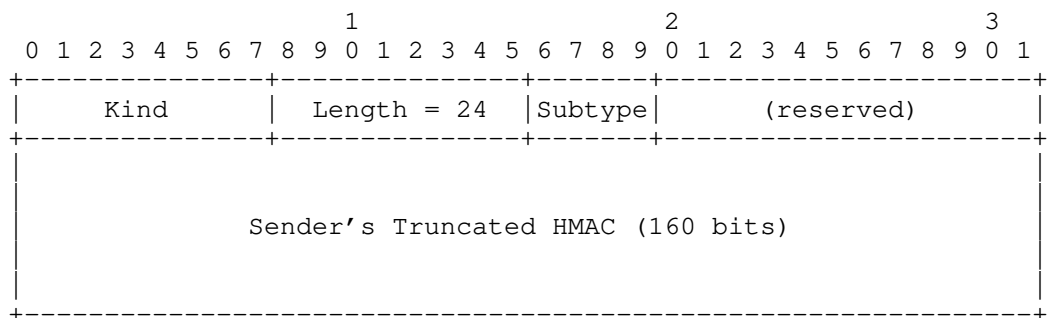 1 2 3
0 1 2 3 4 5 6 7 8 9 0 1 2 3 4 5 6 7 8 9 0 1 2 3 4 5 6 7 8 9 0 1
+---------------+---------------+-------+-----------------------+
| Kind | Length = 24 |Subtype| (reserved) |
+---------------+---------------+-------+-----------------------+
| |
| |
| Sender's Truncated HMAC (160 bits) |
| |
| |
+---------------------------------------------------------------+